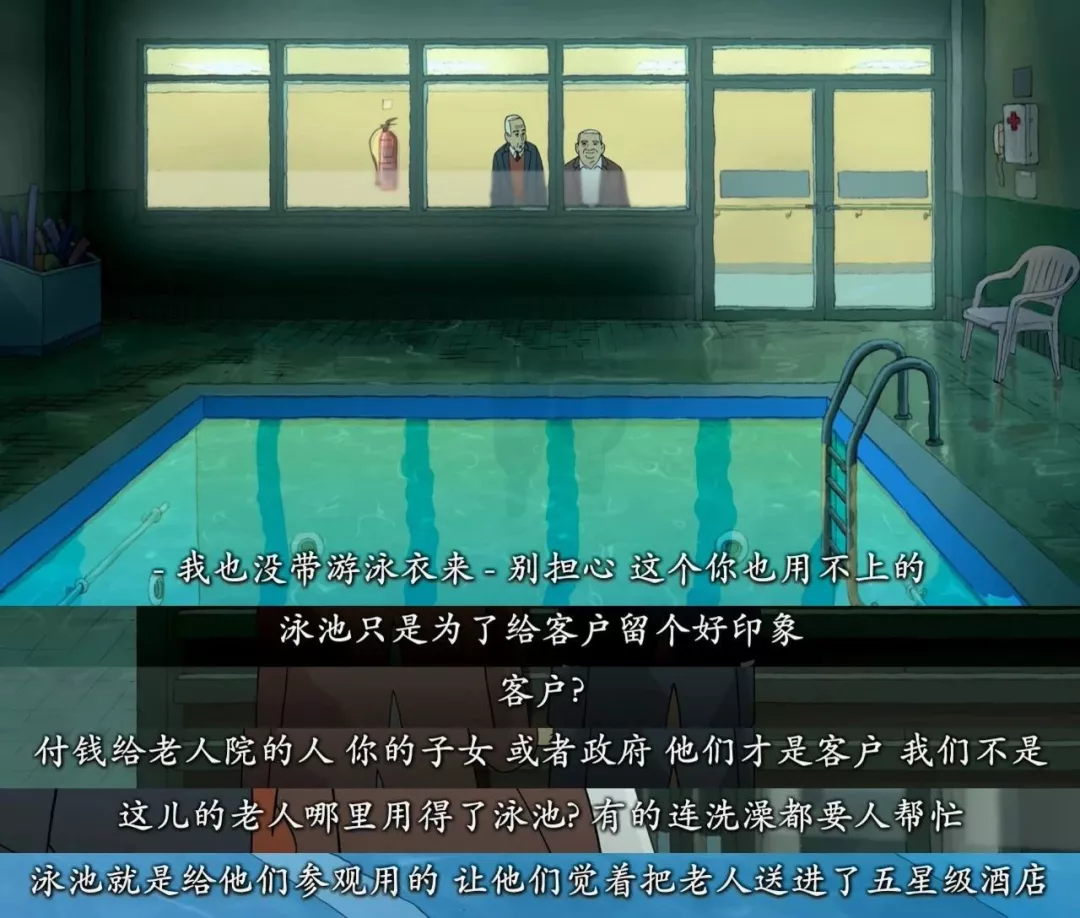 - 我也没带游泳衣来 - 别担心 这个你也用不上的
泳池只是为了给客户留个好印象
客户?
付钱给老人院的人 你的子女 或者政府 他们才是客户 我们不是
这儿的老人哪里用得了泳池? 有的连洗澡都要人帮忙
泳池就是给他们参观用的 让他们觉着把老人送进了五星级酒店